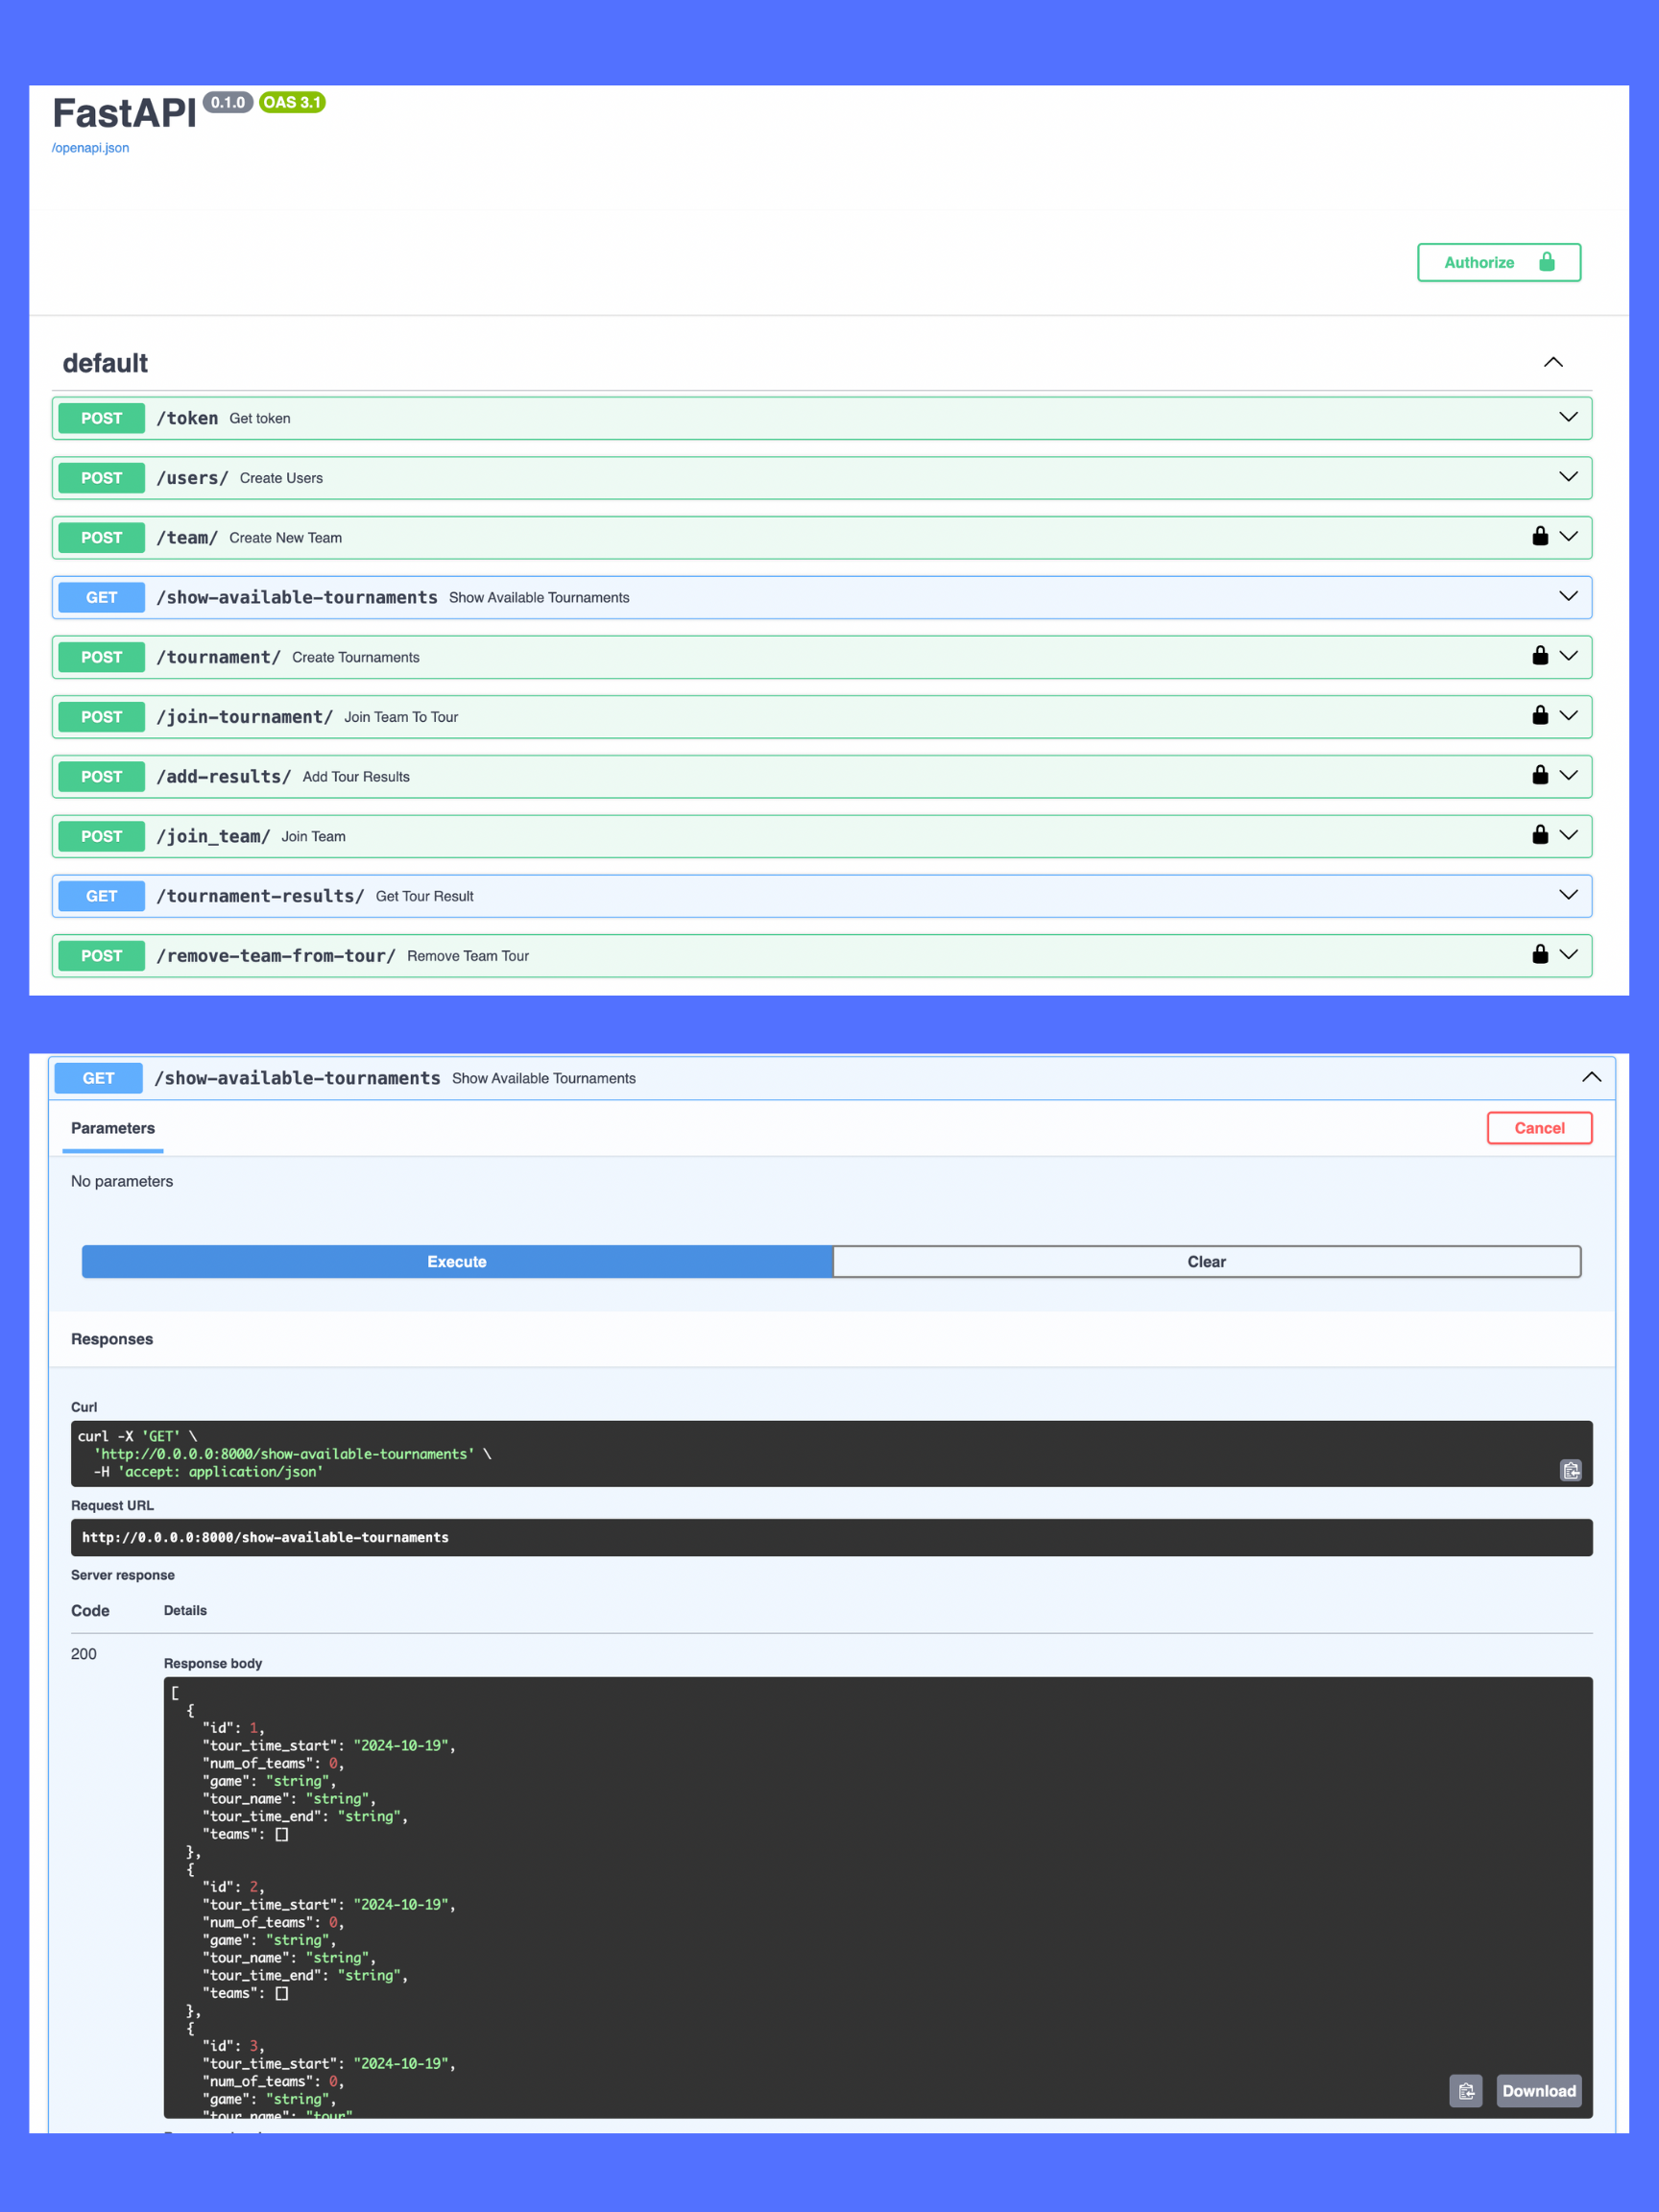 FastAPI 0.1.0 OAS 3.1
/openapi.json
Authorize
default
POST /token Get token
POST /users/ Create Users
POST /team/ Create New Team
GET /show-available-tournaments Show Available Tournaments
POST /tournament/ Create Tournaments
POST /join-tournament/ Join Team To Tour
POST /add-results/ Add Tour Results
POST /join_team/ Join Team
GET /tournament-results/ Get Tour Result
POST /remove-team-from-tour/ Remove Team Tour
GET /show-available-tournaments Show Available Tournaments
Parameters Cancel
No parameters
Execute Clear
Responses
Curl
curl -X 'GET' \
'http://0.0.0.0:8000/show-available-tournaments' \
-H 'accept: application/json'
Request URL
http://0.0.0.0:8000/show-available-tournaments
Server response
Code Details
200
Response body
[
{
"id": 1,
"tour_time_start": "2024-10-19",
"num_of_teams": 0,
"game": "string",
"tour_name": "string",
"tour_time_end": "string",
"teams": []
},
{
"id": 2,
"tour_time_start": "2024-10-19",
"num_of_teams": 0,
"game": "string",
"tour_name": "string",
"tour_time_end": "string",
"teams": []
},
{
"id": 3,
"tour_time_start": "2024-10-19",
"num_of_teams": 0,
"game": "string",
"tour_name": "tour"
Download